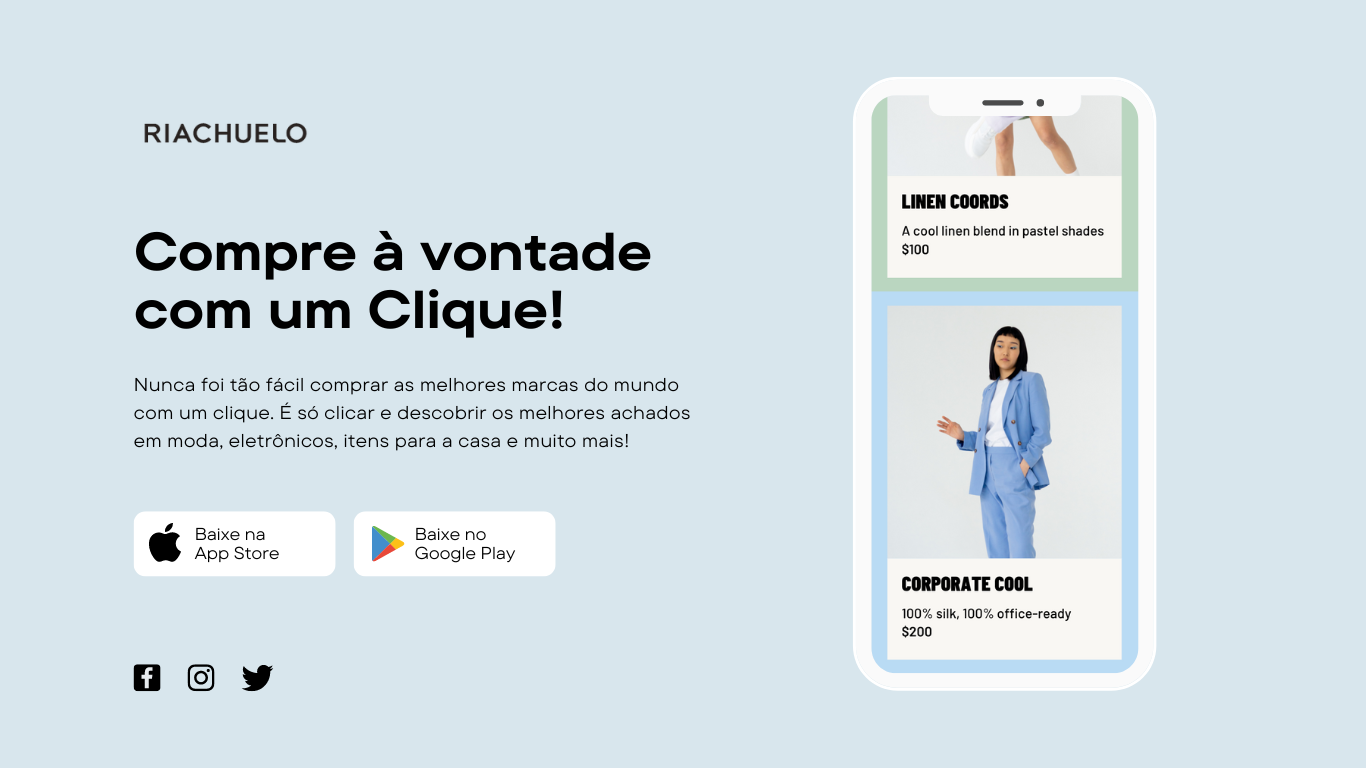 RIACHUELO
Compre à vontade
com um Clique!
Nunca foi tão fácil comprar as melhores marcas do mundo
com um clique. É só clicar e descobrir os melhores achados
em moda, eletrônicos, itens para a casa e muito mais!
Baixe na
App Store
Baixe no
Google Play
LINEN COORDS
A cool linen blend in pastel shades
$100
CORPORATE COOL
100% silk, 100% office-ready
$200